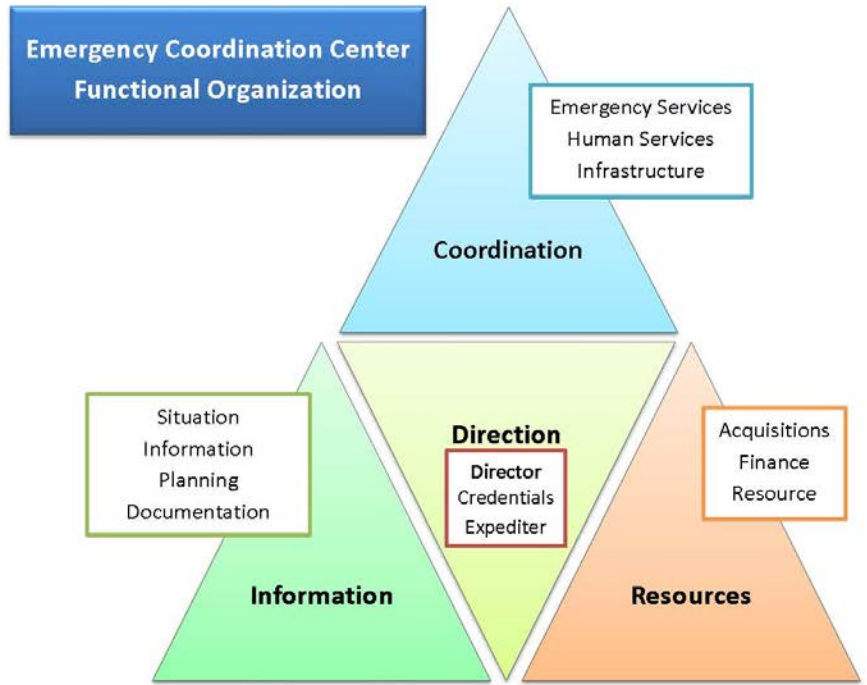 Emergency Coordination Center
Functional Organization
Emergency Services
Human Services
Infrastructure
Coordination
Situation
Information
Planning
Documentation
Direction
Director
Credentials
Expediter
Acquisitions
Finance
Resource
Information
Resources